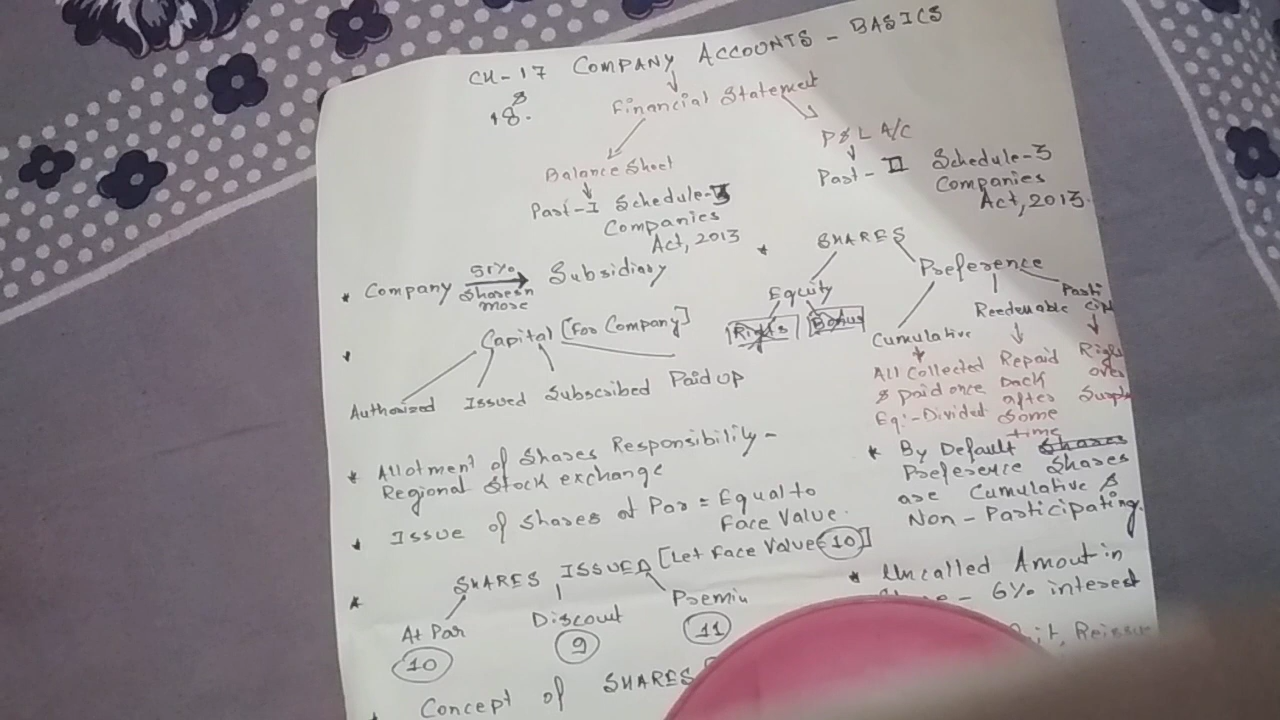 CH-17 COMPANY ACCOUNTS - BASICS
& 18.
Financial Statement
Balance Sheet
Part-I Schedule-3
Companies
Act, 2013
P&L A/C
Part-II Schedule-3
Companies
Act, 2013.
* Company 51% Shares or more Subsidiary
* Capital [For Company]
Authorized Issued Subscribed Paid up
* SHARES
Equity Preference
Rights Bonus
Cumulative Reedemable
All Collected
& paid once
Eq:-Divided
Repaid
back
after
some
time
* By Default Shares
Preference Shares
are Cumulative &
Non-Participating.
* Allotment of Shares Responsibility -
Regional Stock exchange
* Issue of Shares at Par = Equal to
Face Value.
* SHARES ISSUED [Let Face Value=10]
At Par Discount Premiu
10 9 11
* Uncalled Amount in
- 6% interest
Concept of SHARES